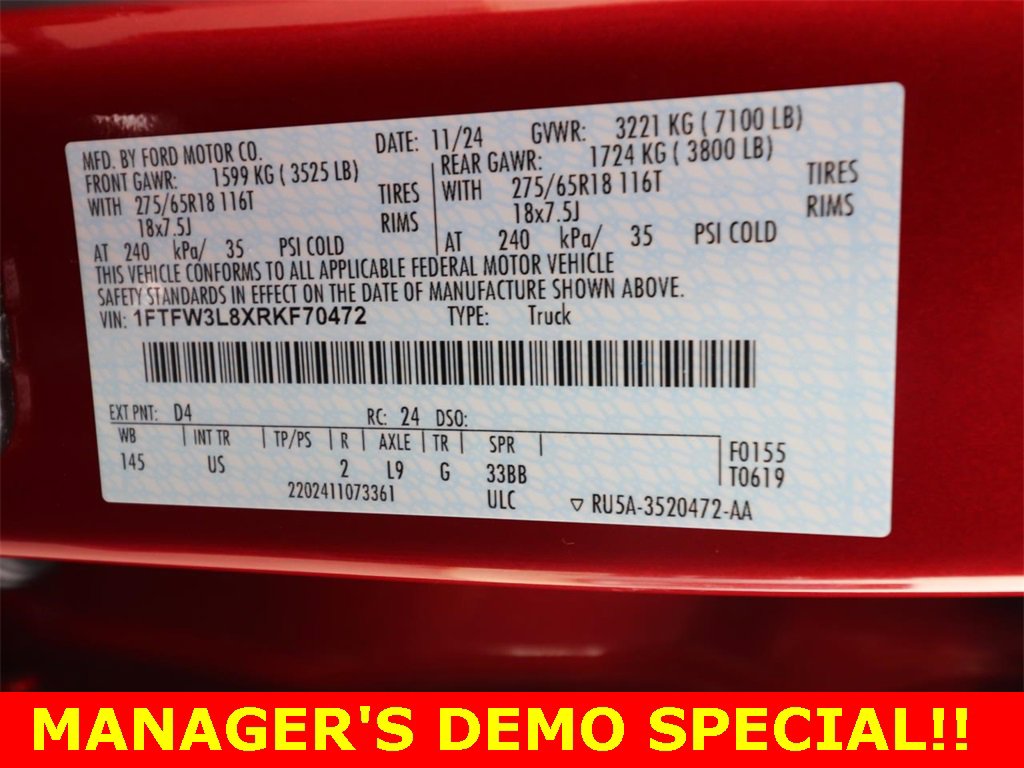 MFD. BY FORD MOTOR CO. DATE: 11/24 GVWR: 3221 KG ( 7100 LB)
FRONT GAWR: 1599 KG ( 3525 LB) REAR GAWR: 1724 KG ( 3800 LB)
WITH 275/65R18 116T TIRES WITH 275/65R18 116T TIRES
18x7.5J RIMS 18x7.5J RIMS
AT 240 kPa/ 35 PSI COLD AT 240 kPa/ 35 PSI COLD
THIS VEHICLE CONFORMS TO ALL APPLICABLE FEDERAL MOTOR VEHICLE
SAFETY STANDARDS IN EFFECT ON THE DATE OF MANUFACTURE SHOWN ABOVE.
VIN: 1FTFW3L8XRKF70472 TYPE: Truck
EXT PNT: D4 RC: 24 DSO:
WB INT TR TP/PS R AXLE TR SPR F0155
145 US 2 L9 G 33BB T0619
2202411073361 ULC ▽ RU5A-3520472-AA
MANAGER'S DEMO SPECIAL!!